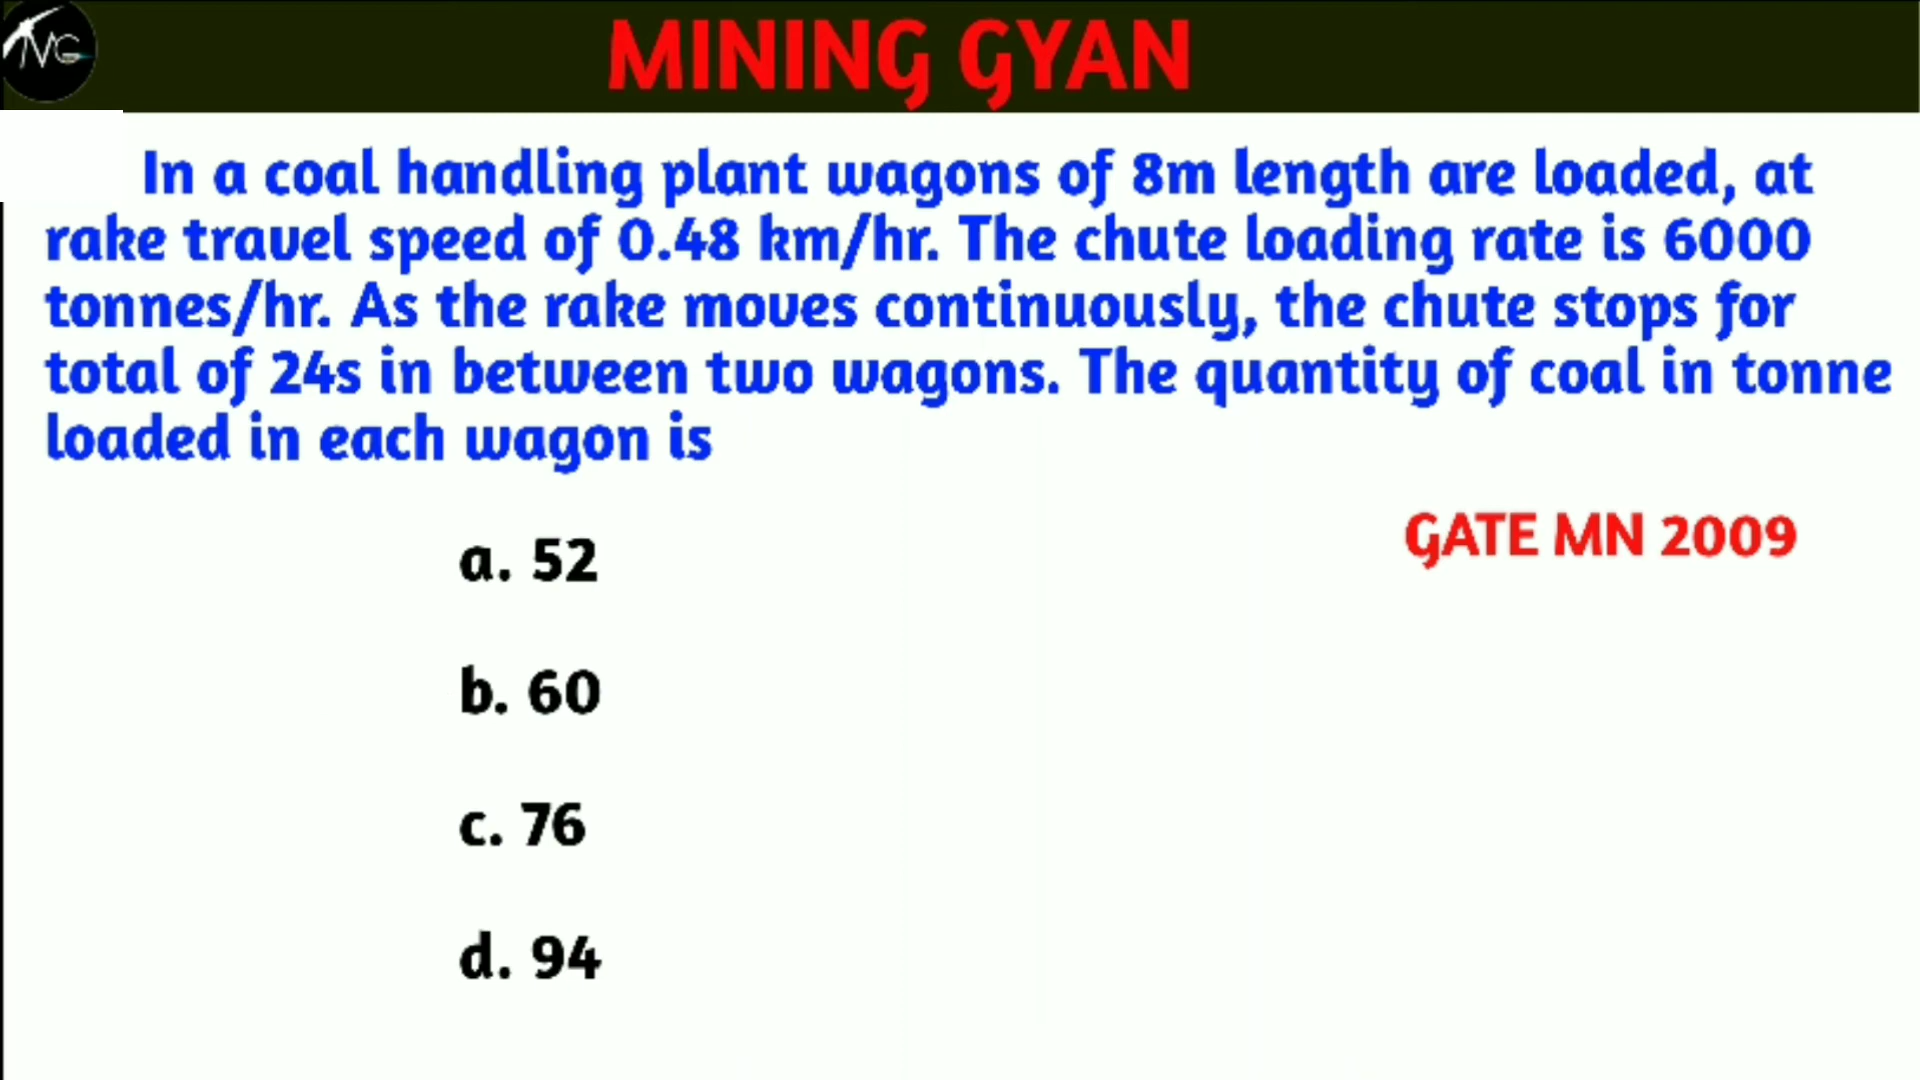 MG
MINING GYAN
In a coal handling plant wagons of 8m length are loaded, at
rake travel speed of 0.48 km/hr. The chute loading rate is 6000
tonnes/hr. As the rake moves continuously, the chute stops for
total of 24s in between two wagons. The quantity of coal in tonne
loaded in each wagon is
GATE MN 2009
a. 52
b. 60
c. 76
d. 94